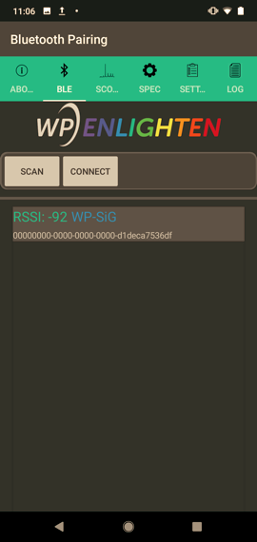 11:06
Bluetooth Pairing
ABO... BLE SCO... SPEC SETT... LOG
WP ENLIGHTEN
SCAN CONNECT
RSSI: -92 WP-SiG
00000000-0000-0000-0000-d1deca7536df